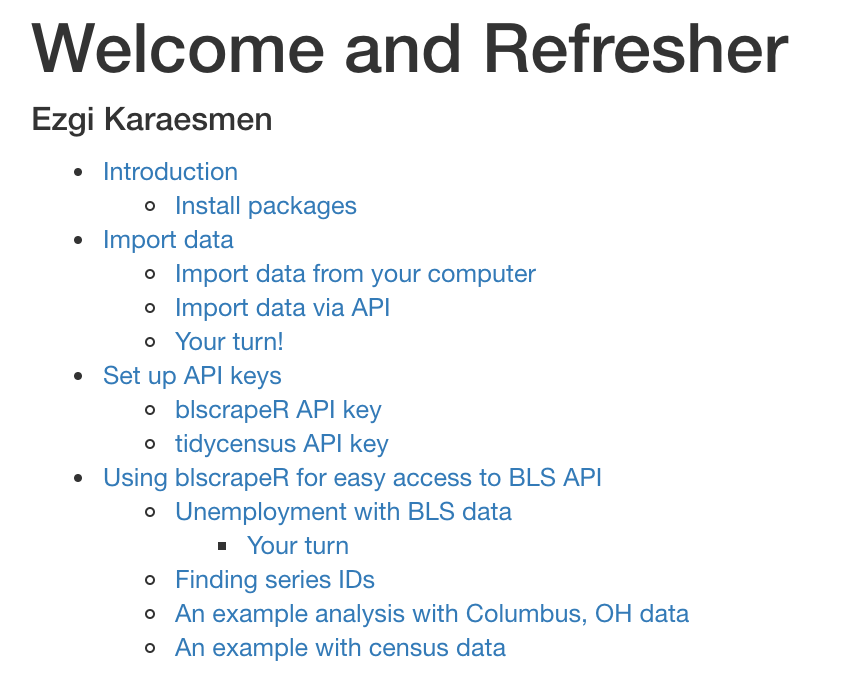 Welcome and Refresher
Ezgi Karaesmen
Introduction
Install packages
Import data
Import data from your computer
Import data via API
Your turn!
Set up API keys
blscrapeR API key
tidycensus API key
Using blscrapeR for easy access to BLS API
Unemployment with BLS data
Your turn
Finding series IDs
An example analysis with Columbus, OH data
An example with census data